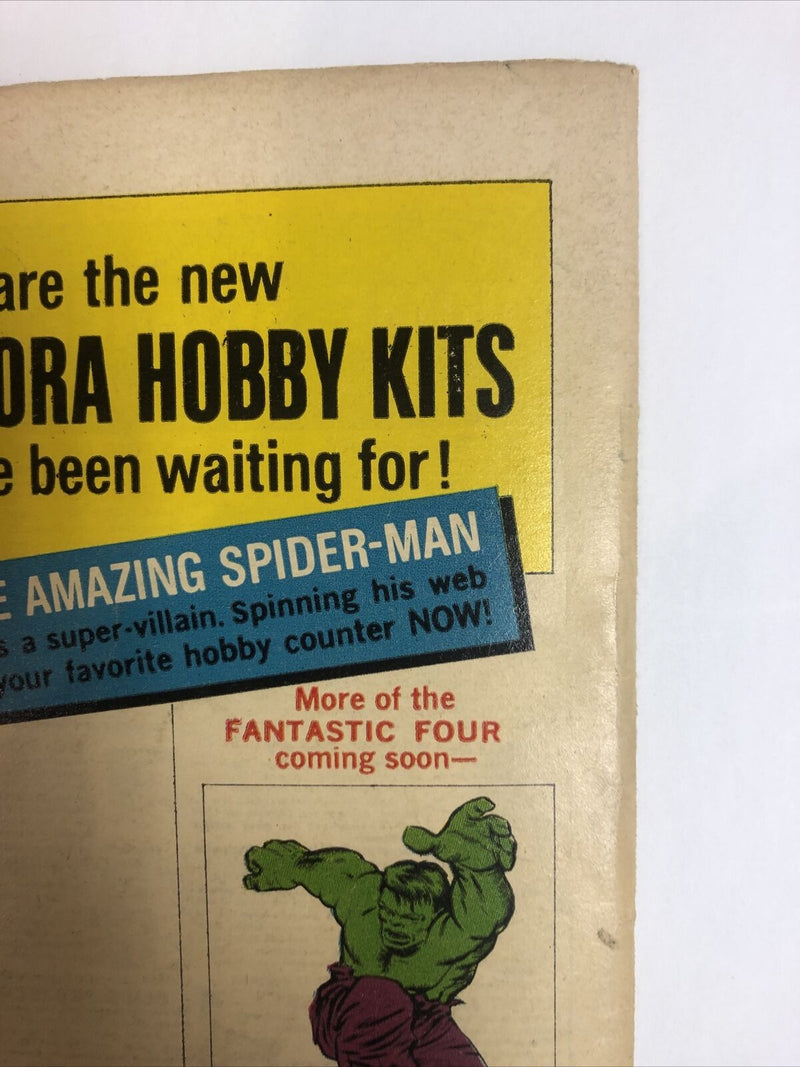 are the new
ORA HOBBY KITS
e been waiting for!
E AMAZING SPIDER-MAN
s a super-villain. Spinning his web
your favorite hobby counter NOW!
More of the
FANTASTIC FOUR
coming soon—